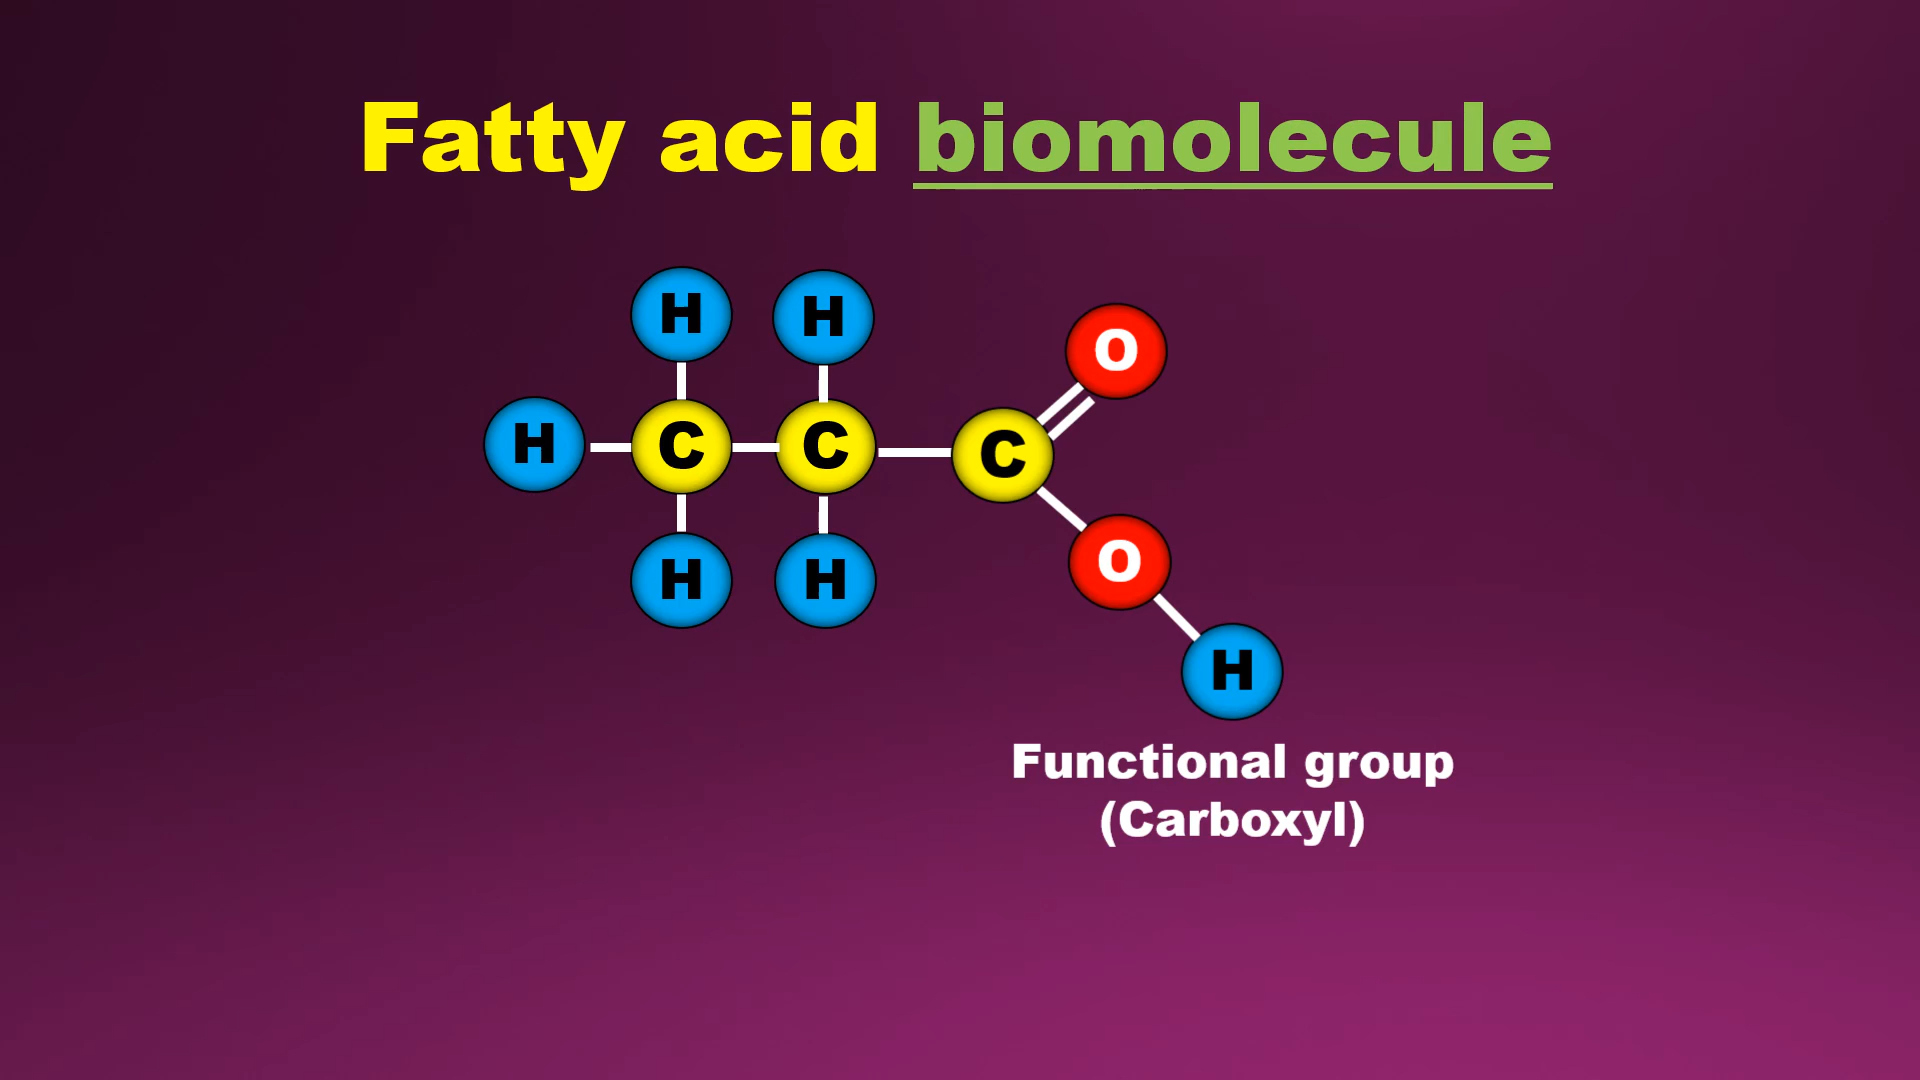 Fatty acid biomolecule
H H
O
H C C C
O
H H
H
Functional group
(Carboxyl)